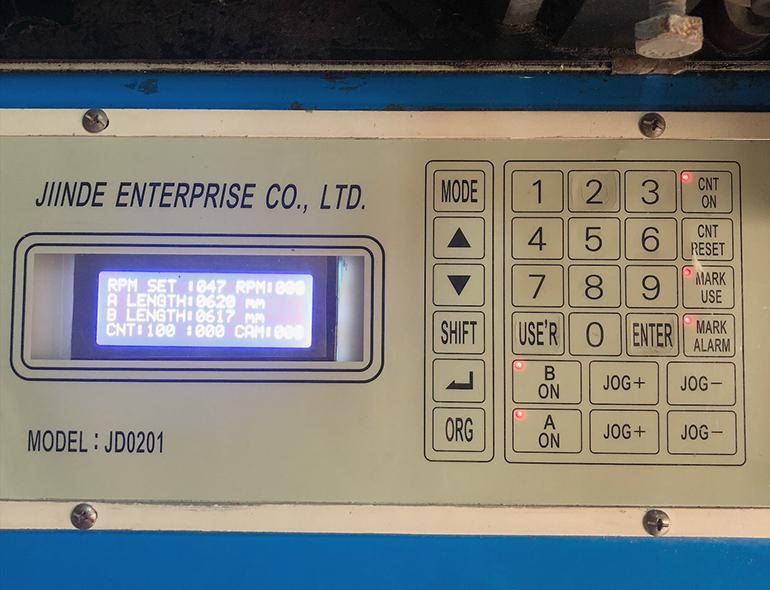 JIINDE ENTERPRISE CO., LTD.
RPM SET :047 RPM:000
A LENGTH:0620 mm
B LENGTH:0617 mm
CNT:100 :000 CAM:000
MODEL : JD0201
MODE
SHIFT
ORG
1 2 3 CNT ON
4 5 6 CNT RESET
7 8 9 MARK USE
USE'R 0 ENTER MARK ALARM
B ON JOG+ JOG−
A ON JOG+ JOG−